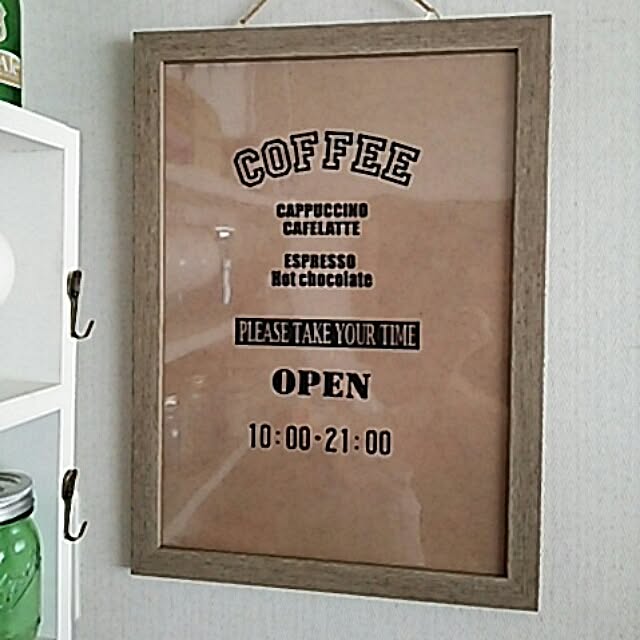 COFFEE
CAPPUCCINO
CAFELATTE
ESPRESSO
Hot chocolate
PLEASE TAKE YOUR TIME
OPEN
10:00-21:00